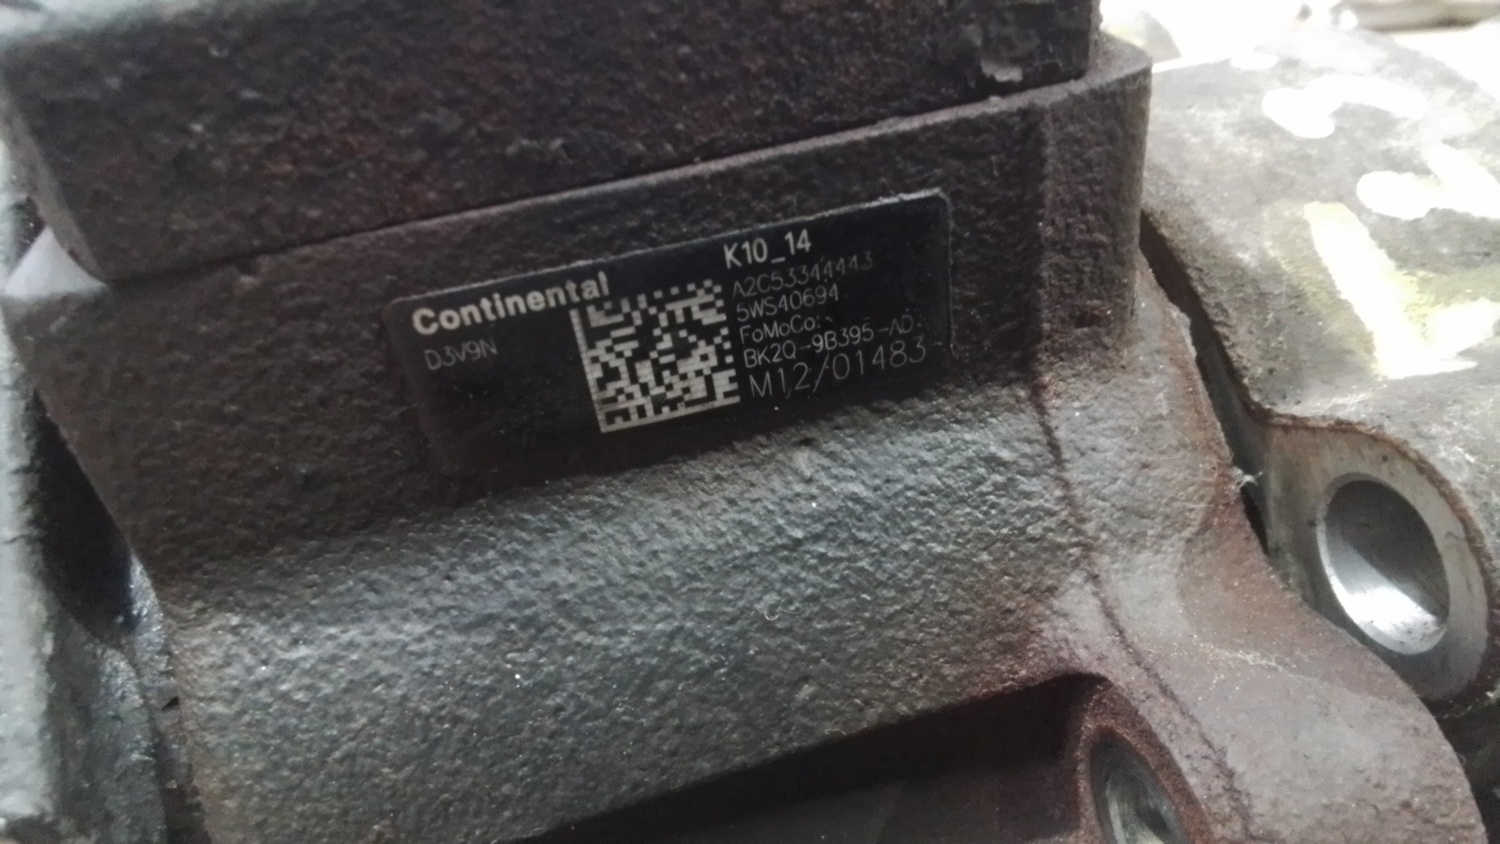 Continental
D3V9N
K10_14
A2C53344443
5WS40694
FoMoCo:
BK2Q-9B395-AD
M12/01483